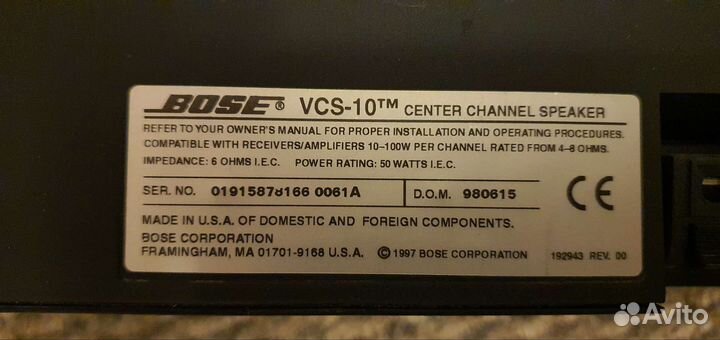 BOSE® VCS-10™ CENTER CHANNEL SPEAKER
REFER TO YOUR OWNER'S MANUAL FOR PROPER INSTALLATION AND OPERATING PROCEDURES.
COMPATIBLE WITH RECEIVERS/AMPLIFIERS 10-100W PER CHANNEL RATED FROM 4-8 OHMS.
IMPEDANCE: 6 OHMS I.E.C. POWER RATING: 50 WATTS I.E.C.
SER. NO. 01915878166 0061A D.O.M. 980615 CE
MADE IN U.S.A. OF DOMESTIC AND FOREIGN COMPONENTS.
BOSE CORPORATION
FRAMINGHAM, MA 01701-9168 U.S.A. ©1997 BOSE CORPORATION 192943 REV. 00
Avito